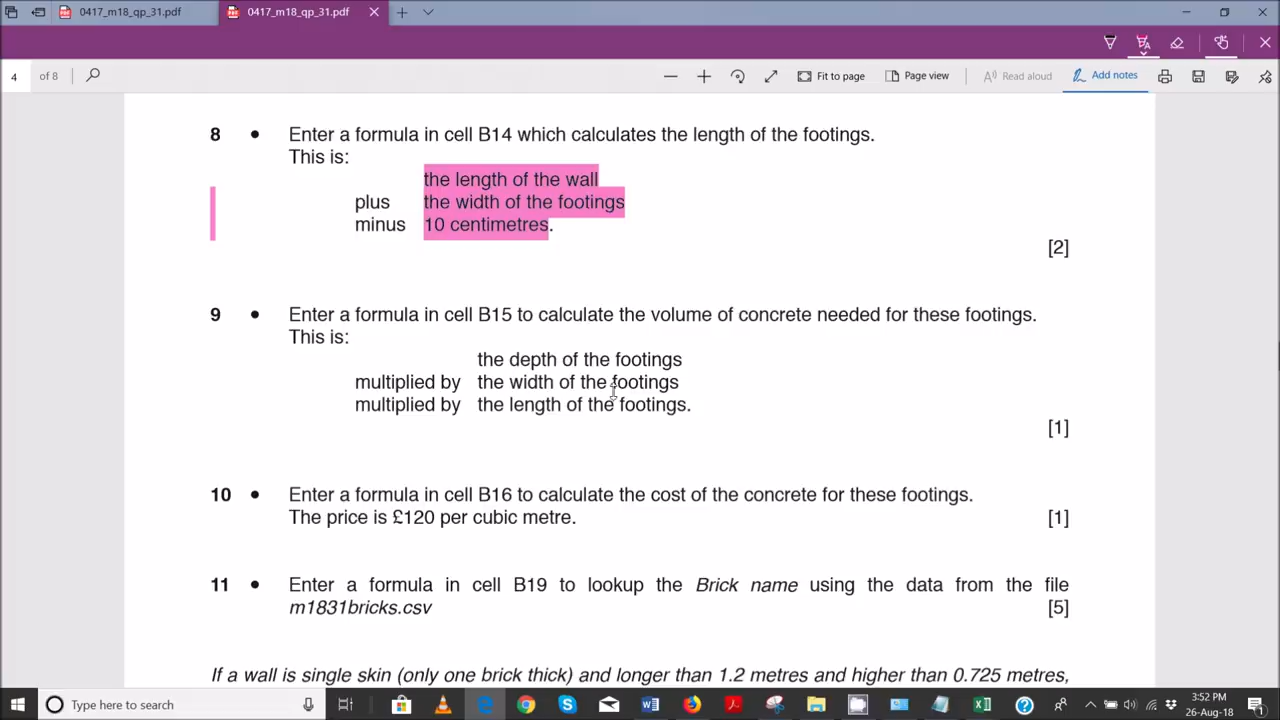 0417_m18_qp_31.pdf
0417_m18_qp_31.pdf
4 of 8
Fit to page
Page view
Read aloud
Add notes
8 • Enter a formula in cell B14 which calculates the length of the footings.
This is:
the length of the wall
plus the width of the footings
minus 10 centimetres.
[2]
9 • Enter a formula in cell B15 to calculate the volume of concrete needed for these footings.
This is:
the depth of the footings
multiplied by the width of the footings
multiplied by the length of the footings.
[1]
10 • Enter a formula in cell B16 to calculate the cost of the concrete for these footings.
The price is £120 per cubic metre. [1]
11 • Enter a formula in cell B19 to lookup the Brick name using the data from the file
m1831bricks.csv [5]
If a wall is single skin (only one brick thick) and longer than 1.2 metres and higher than 0.725 metres,
Type here to search
3:52 PM
26-Aug-18